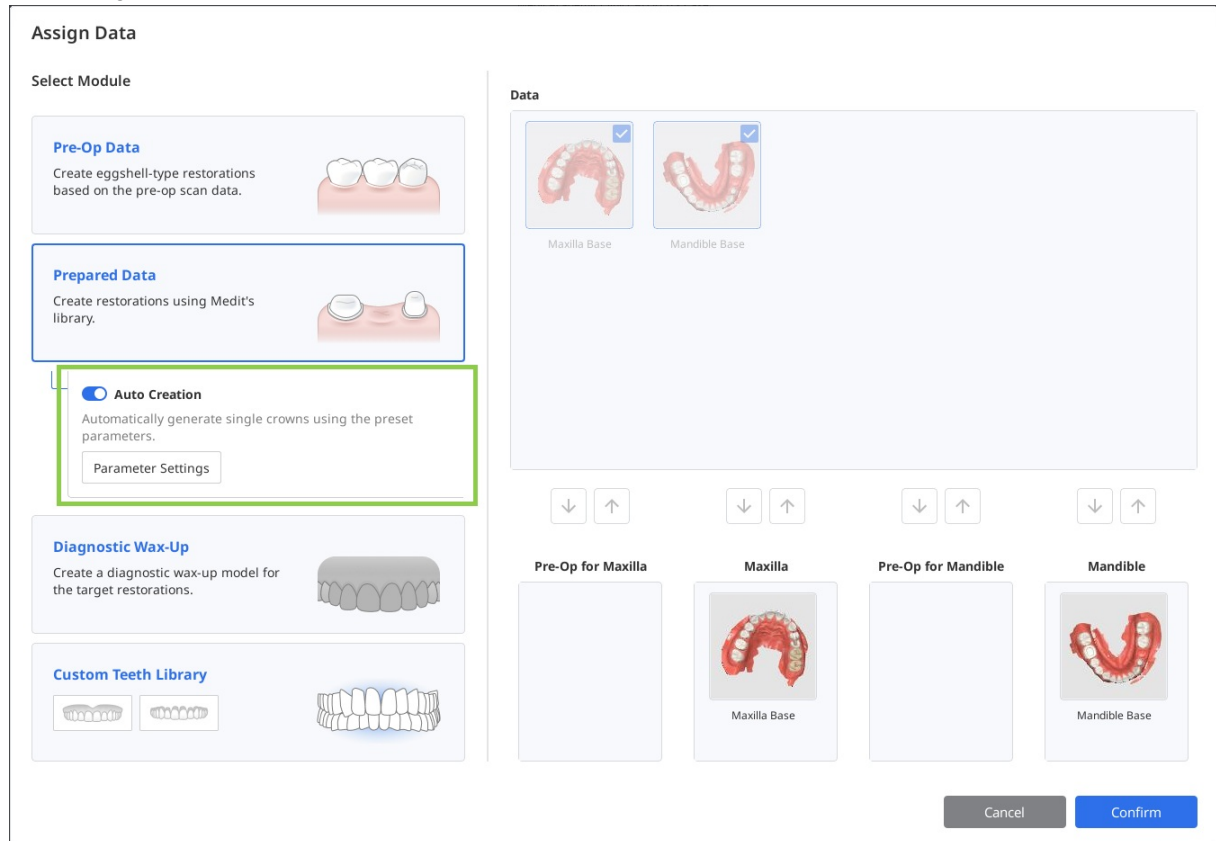 Assign Data
Select Module
Pre-Op Data
Create eggshell-type restorations
based on the pre-op scan data.
Prepared Data
Create restorations using Medit's
library.
Auto Creation
Automatically generate single crowns using the preset
parameters.
Parameter Settings
Diagnostic Wax-Up
Create a diagnostic wax-up model for
the target restorations.
Custom Teeth Library
Data
Maxilla Base
Mandible Base
Pre-Op for Maxilla
Maxilla
Pre-Op for Mandible
Mandible
Maxilla Base
Mandible Base
Cancel
Confirm